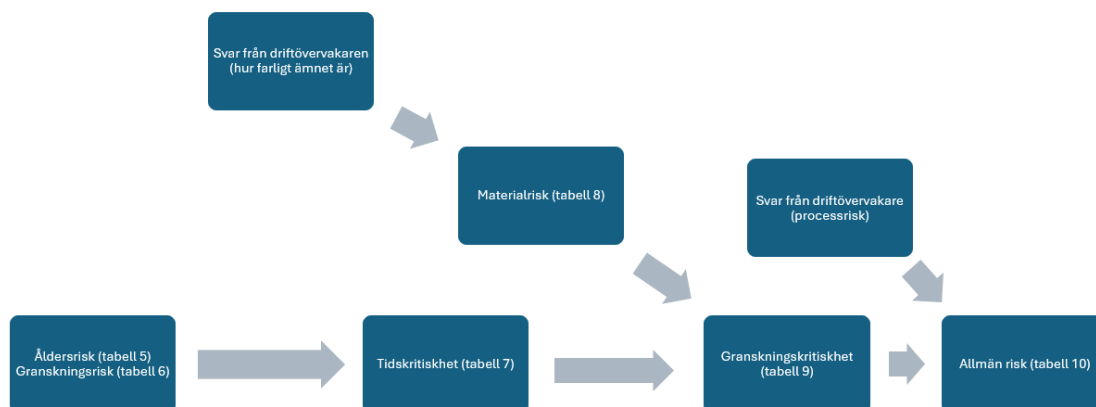 Svar från driftövervakaren
(hur farligt ämnet är)
Materialrisk (tabell 8)
Svar från driftövervakare
(processrisk)
Åldersrisk (tabell 5)
Granskningsrisk (tabell 6)
Tidskritiskhet (tabell 7)
Granskningskritiskhet
(tabell 9)
Allmän risk (tabell 10)